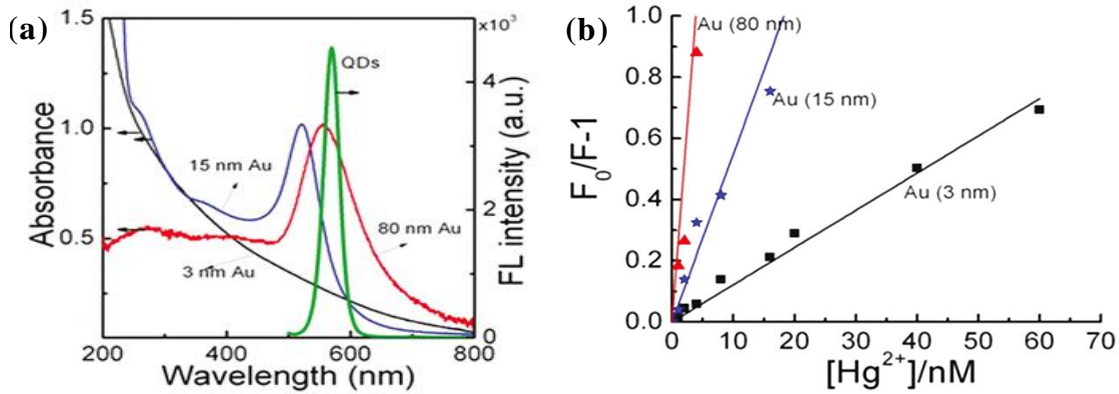 (a)
1.5
1.0
0.5
Absorbance
200
400
600
800
Wavelength (nm)
×10³
4
2
0
FL intensity (a.u.)
QDs
15 nm Au
80 nm Au
3 nm Au
(b)
1.0
0.8
0.6
0.4
0.2
0.0
F₀/F-1
0
10
20
30
40
50
60
70
[Hg²⁺]/nM
Au (80 nm)
Au (15 nm)
Au (3 nm)